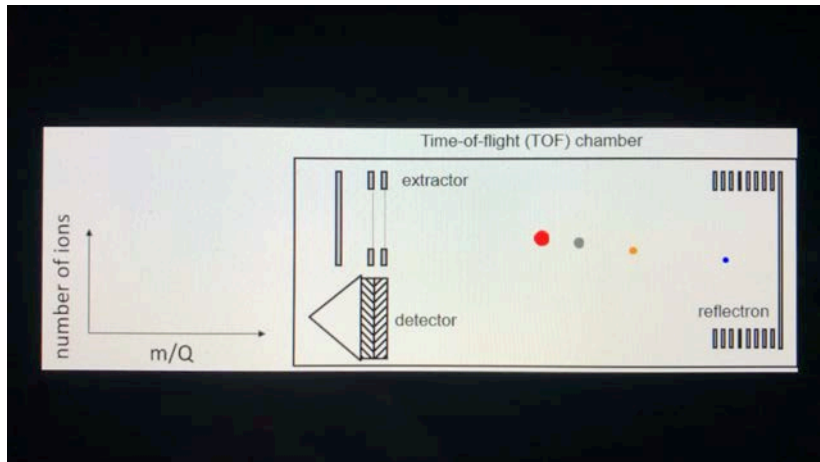 Time-of-flight (TOF) chamber
extractor
number of ions
reflectron
detector
m/Q